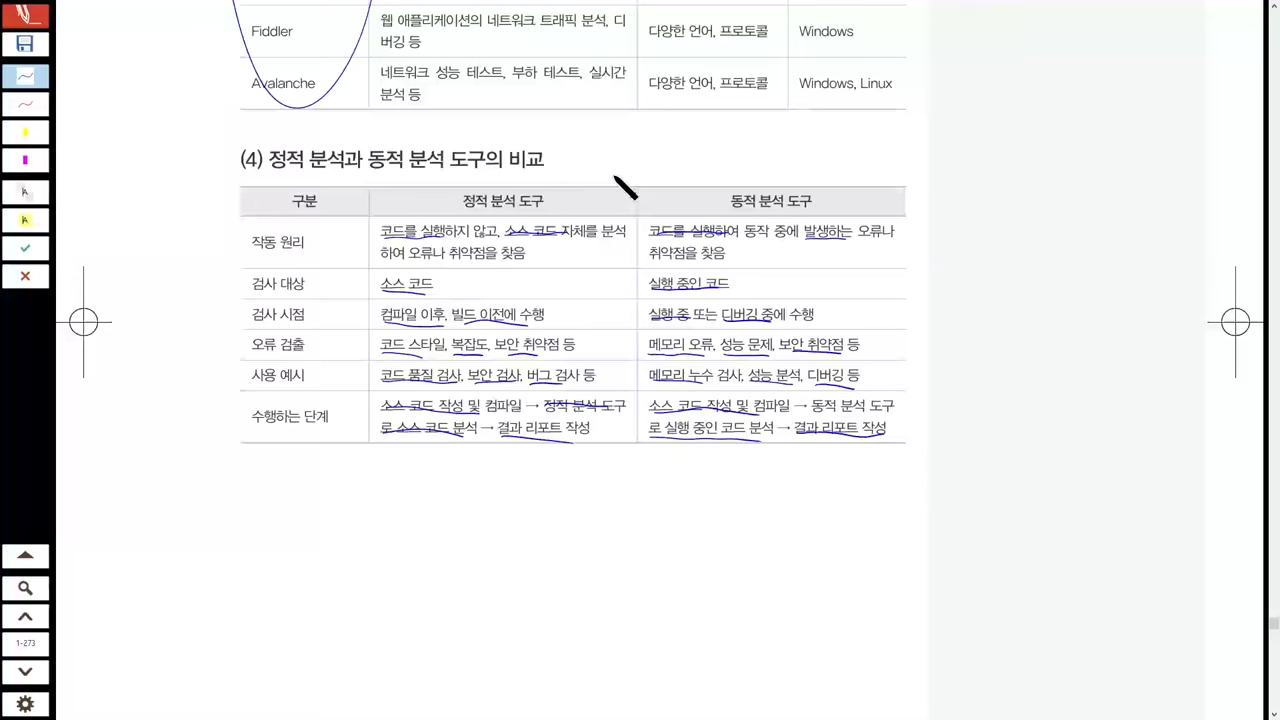 Fiddler
웹 애플리케이션의 네트워크 트래픽 분석, 디
버깅 등
다양한 언어, 프로토콜
Windows
Avalanche
네트워크 성능 테스트, 부하 테스트, 실시간
분석 등
다양한 언어, 프로토콜
Windows, Linux
(4) 정적 분석과 동적 분석 도구의 비교
구분
정적 분석 도구
동적 분석 도구
작동 원리
코드를 실행하지 않고, 소스 코드 자체를 분석
하여 오류나 취약점을 찾음
코드를 실행하여 동작 중에 발생하는 오류나
취약점을 찾음
검사 대상
소스 코드
실행 중인 코드
검사 시점
컴파일 이후, 빌드 이전에 수행
실행 중 또는 디버깅 중에 수행
오류 검출
코드 스타일, 복잡도, 보안 취약점 등
메모리 오류, 성능 문제, 보안 취약점 등
사용 예시
코드 품질 검사, 보안 검사, 버그 검사 등
메모리 누수 검사, 성능 분석, 디버깅 등
수행하는 단계
소스 코드 작성 및 컴파일 → 정적 분석 도구
로 소스 코드 분석 → 결과 리포트 작성
소스 코드 작성 및 컴파일 → 동적 분석 도구
로 실행 중인 코드 분석 → 결과 리포트 작성
1-273